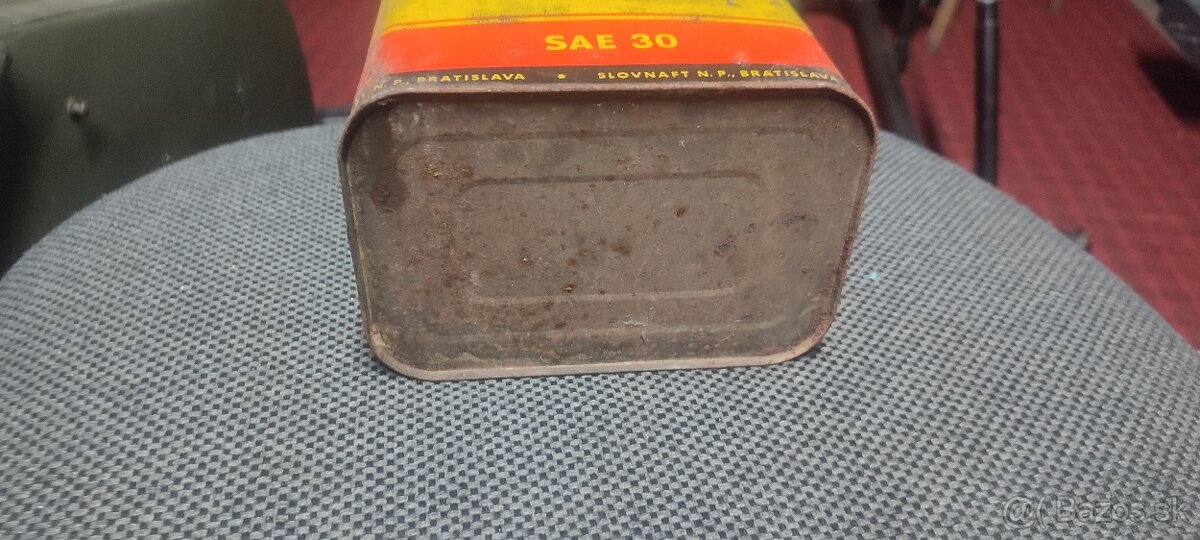 SAE 30
N. P., BRATISLAVA • SLOVNAFT N. P., BRATISLAVA
@(Bazos.sk